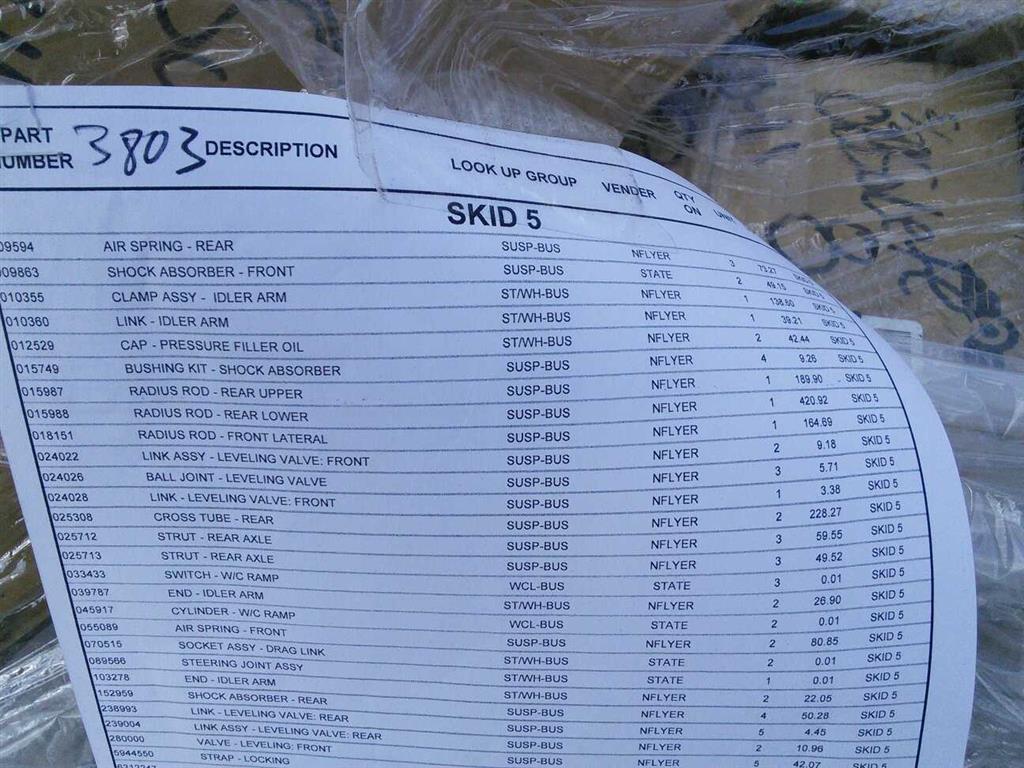 PART NUMBER 3803 DESCRIPTION LOOK UP GROUP VENDER QTY ON UNIT
SKID 5
09594 AIR SPRING - REAR SUSP-BUS NFLYER 3 73.27 SKID 5
009863 SHOCK ABSORBER - FRONT SUSP-BUS STATE 2 49.15 SKID 5
010355 CLAMP ASSY - IDLER ARM ST/WH-BUS NFLYER 1 138.60 SKID 5
010360 LINK - IDLER ARM ST/WH-BUS NFLYER 1 39.21 SKID 5
012529 CAP - PRESSURE FILLER OIL ST/WH-BUS NFLYER 2 42.44 SKID 5
015749 BUSHING KIT - SHOCK ABSORBER SUSP-BUS NFLYER 4 9.26 SKID 5
015987 RADIUS ROD - REAR UPPER SUSP-BUS NFLYER 1 189.90 SKID 5
015988 RADIUS ROD - REAR LOWER SUSP-BUS NFLYER 1 420.92 SKID 5
018151 RADIUS ROD - FRONT LATERAL SUSP-BUS NFLYER 1 164.69 SKID 5
024022 LINK ASSY - LEVELING VALVE: FRONT SUSP-BUS NFLYER 2 9.18 SKID 5
024026 BALL JOINT - LEVELING VALVE SUSP-BUS NFLYER 3 5.71 SKID 5
024028 LINK - LEVELING VALVE: FRONT SUSP-BUS NFLYER 1 3.38 SKID 5
025308 CROSS TUBE - REAR SUSP-BUS NFLYER 2 228.27 SKID 5
025712 STRUT - REAR AXLE SUSP-BUS NFLYER 3 59.55 SKID 5
025713 STRUT - REAR AXLE SUSP-BUS NFLYER 3 49.52 SKID 5
033433 SWITCH - W/C RAMP WCL-BUS STATE 3 0.01 SKID 5
039787 END - IDLER ARM ST/WH-BUS NFLYER 2 26.90 SKID 5
045917 CYLINDER - W/C RAMP WCL-BUS STATE 2 0.01 SKID 5
055089 AIR SPRING - FRONT SUSP-BUS NFLYER 2 80.85 SKID 5
070515 SOCKET ASSY - DRAG LINK ST/WH-BUS STATE 2 0.01 SKID 5
089566 STEERING JOINT ASSY ST/WH-BUS STATE 1 0.01 SKID 5
103278 END - IDLER ARM ST/WH-BUS NFLYER 2 22.05 SKID 5
152959 SHOCK ABSORBER - REAR SUSP-BUS NFLYER 4 50.28 SKID 5
238993 LINK - LEVELING VALVE: REAR SUSP-BUS NFLYER 5 4.45 SKID 5
239004 LINK ASSY - LEVELING VALVE: REAR SUSP-BUS NFLYER 2 10.96 SKID 5
280000 VALVE - LEVELING: FRONT SUSP-BUS NFLYER 5 42.07 SKID 5
5944550 STRAP - LOCKING